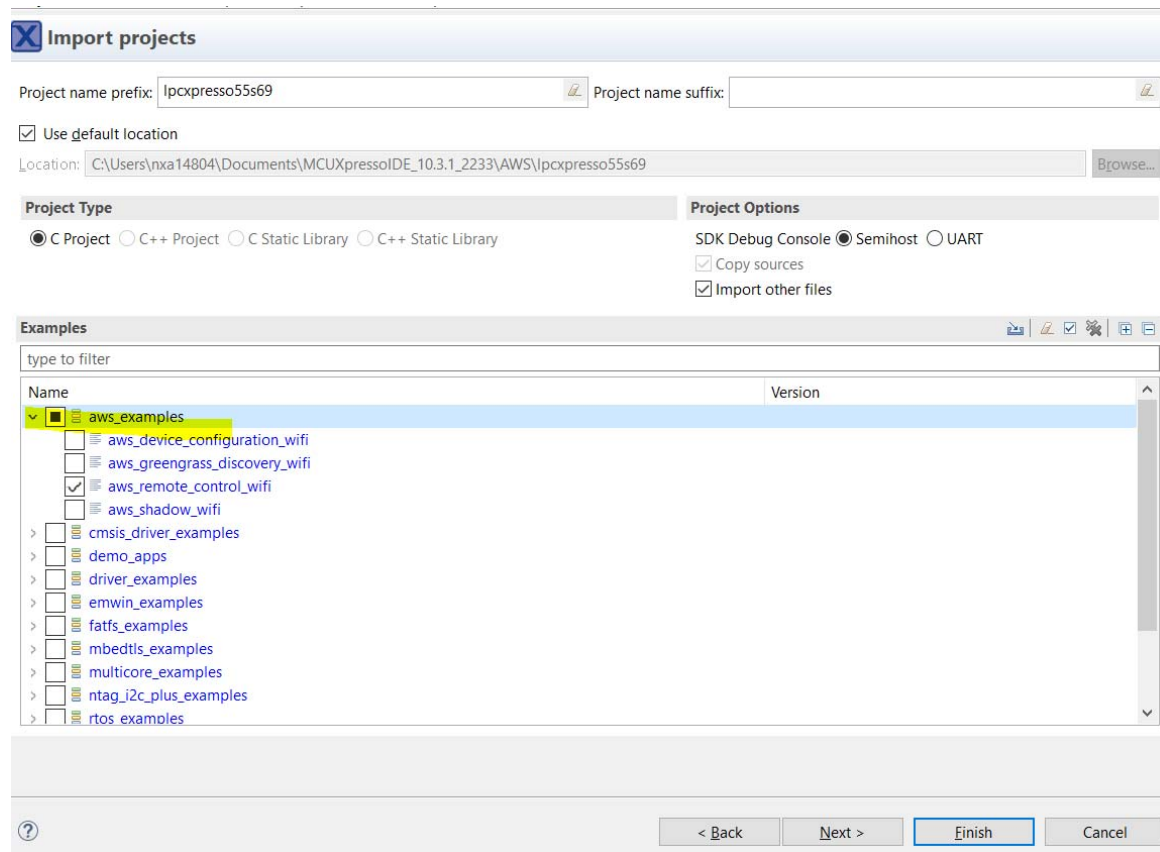 Import projects
Project name prefix: lpcxpresso55s69 Project name suffix:
Use default location
Location: C:\Users\nxa14804\Documents\MCUXpressoIDE_10.3.1_2233\AWS\lpcxpresso55s69 Browse...
Project Type Project Options
C Project C++ Project C Static Library C++ Static Library SDK Debug Console Semihost UART
Copy sources
Import other files
Examples
type to filter
Name Version
aws_examples
aws_device_configuration_wifi
aws_greengrass_discovery_wifi
aws_remote_control_wifi
aws_shadow_wifi
cmsis_driver_examples
demo_apps
driver_examples
emwin_examples
fatfs_examples
mbedtls_examples
multicore_examples
ntag_i2c_plus_examples
rtos_examples
< Back Next > Finish Cancel